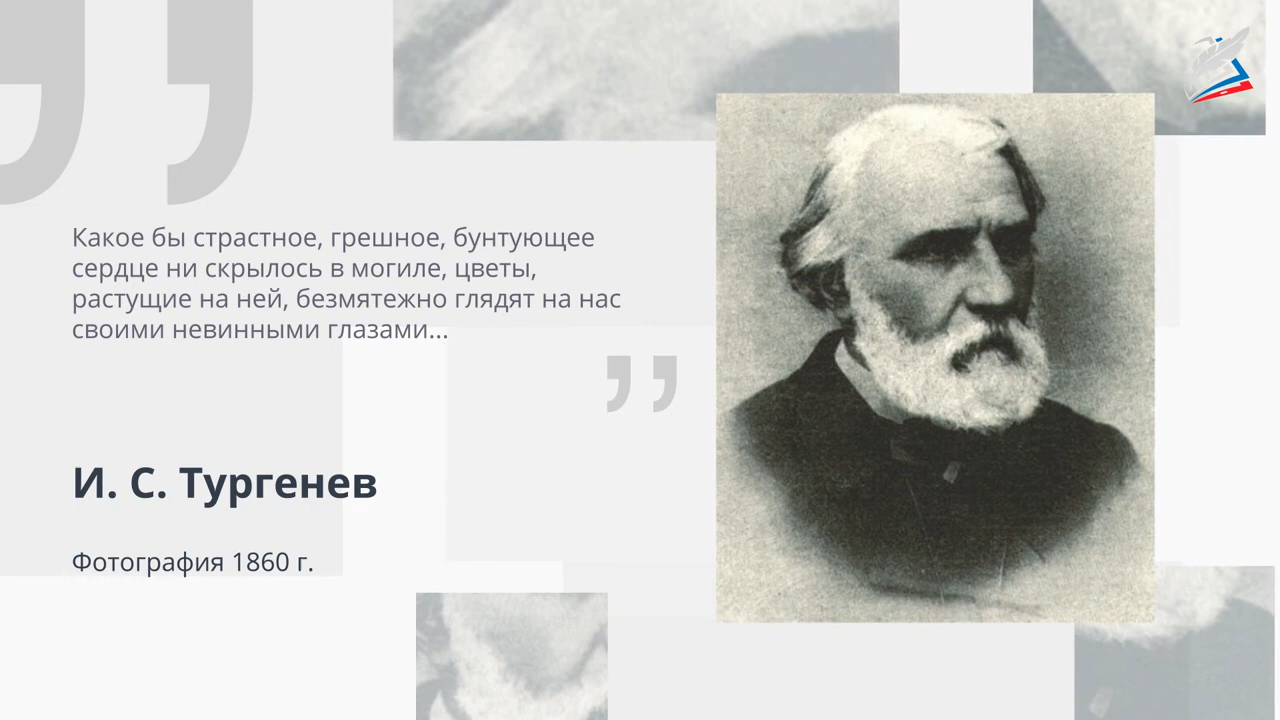 Какое бы страстное, грешное, бунтующее
сердце ни скрылось в могиле, цветы,
растущие на ней, безмятежно глядят на нас
своими невинными глазами...
И. С. Тургенев
Фотография 1860 г.